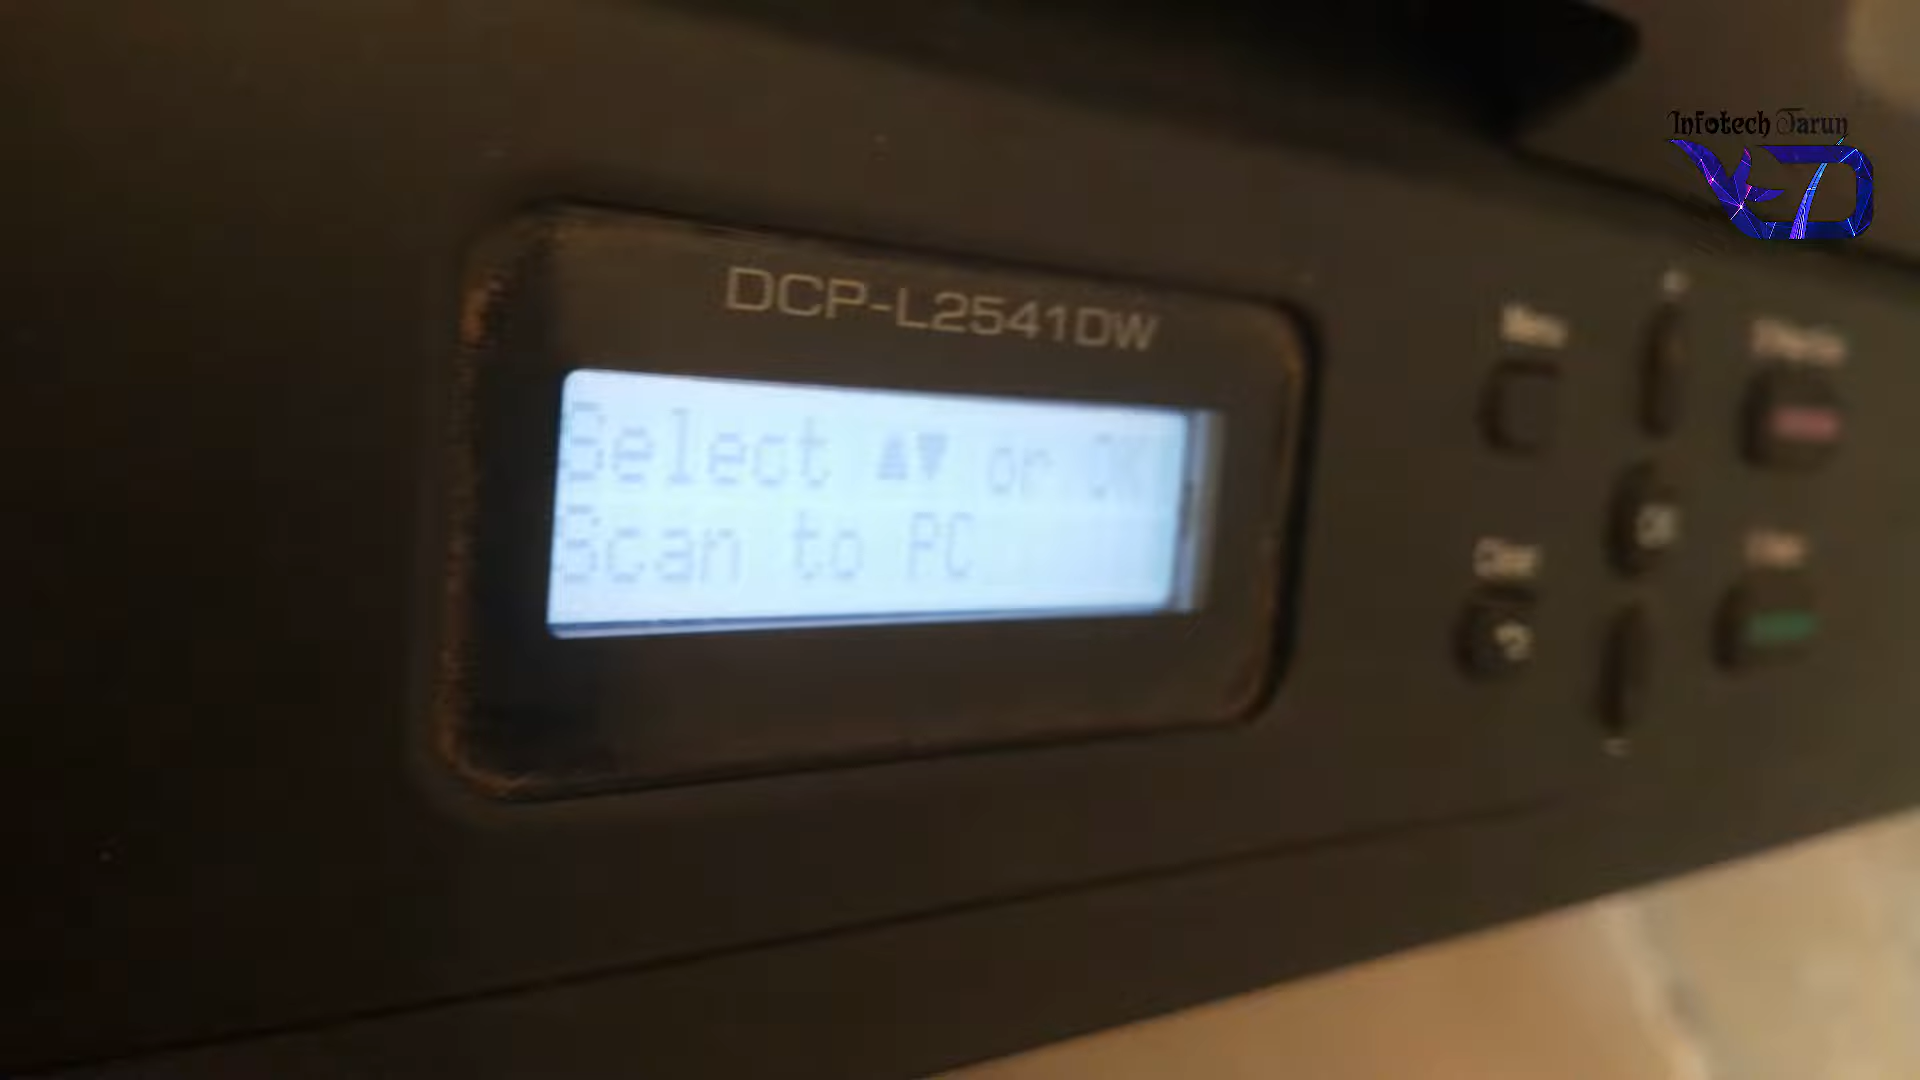 Infotech Tarun
DCP-L2541DW
Select ▲▼ or OK
Scan to PC
Menu
Clear
OK